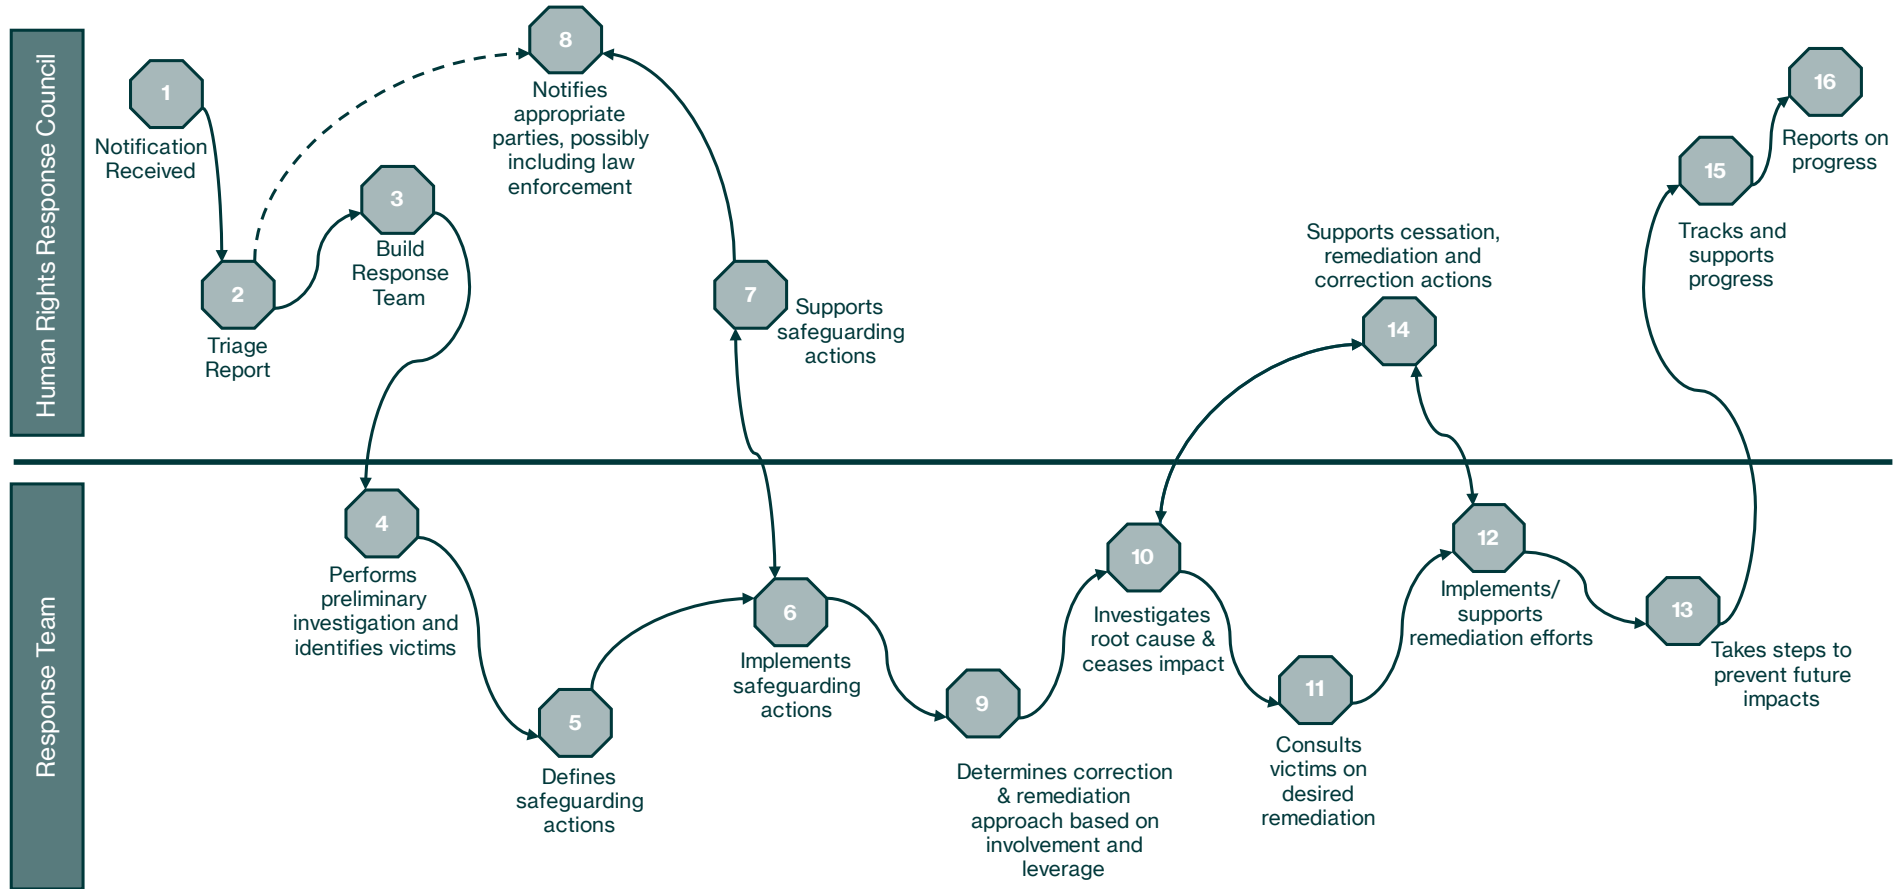 Human Rights Response Council
1
Notification
Received
2
Triage
Report
3
Build
Response
Team
8
Notifies
appropriate
parties, possibly
including law
enforcement
7
Supports
safeguarding
actions
Supports cessation,
remediation and
correction actions
14
15
Tracks and
supports
progress
16
Reports on
progress
Response Team
4
Performs
preliminary
investigation and
identifies victims
5
Defines
safeguarding
actions
6
Implements
safeguarding
actions
9
Determines correction
& remediation
approach based on
involvement and
leverage
10
Investigates
root cause &
ceases impact
11
Consults
victims on
desired
remediation
12
Implements/
supports
remediation efforts
13
Takes steps to
prevent future
impacts